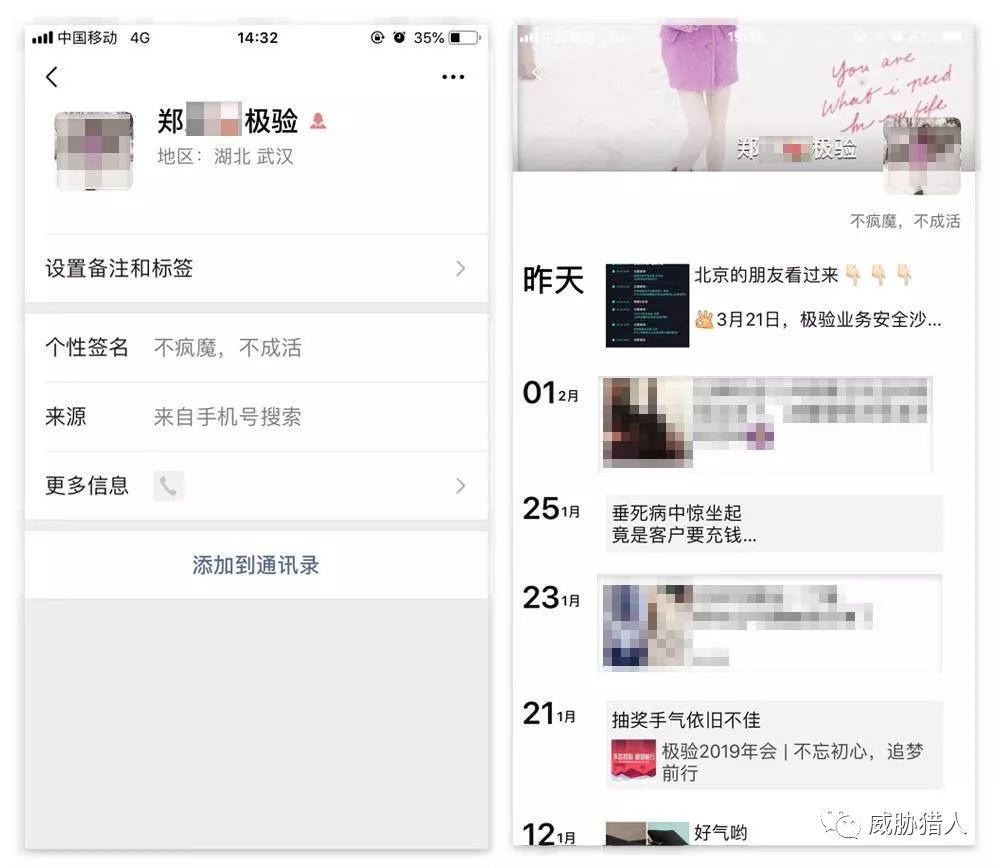 中国移动 4G 14:32 35%
郑 极验
地区：湖北 武汉
设置备注和标签
个性签名 不疯魔，不成活
来源 来自手机号搜索
更多信息
添加到通讯录
You are
What i need
In my life
郑 极验
不疯魔，不成活
昨天
北京的朋友看过来
3月21日，极验业务安全沙...
01 2月
25 1月
垂死病中惊坐起
竟是客户要充钱...
23 1月
21 1月
抽奖手气依旧不佳
极验2019年会 | 不忘初心，追梦
前行
12 1月
好气哟
威胁猎人